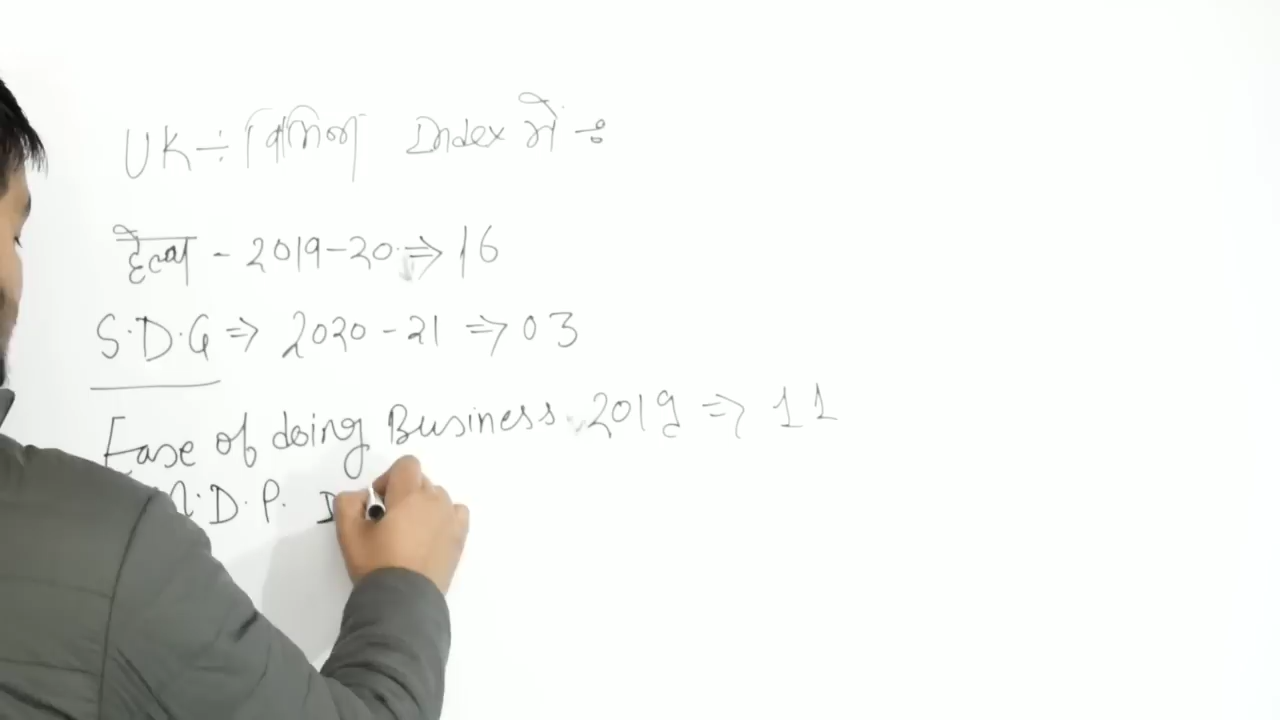 UK ÷ विभिन्न Index में ÷
हेल्थ - 2019-20 ⇒ 16
S.D.G ⇒ 2020-21 ⇒ 03
Ease of doing Business 2019 ⇒ 11
.D.P.